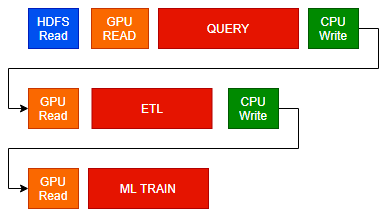 HDFS
Read
GPU
READ
QUERY
CPU
Write
GPU
Read
ETL
CPU
Write
GPU
Read
ML TRAIN